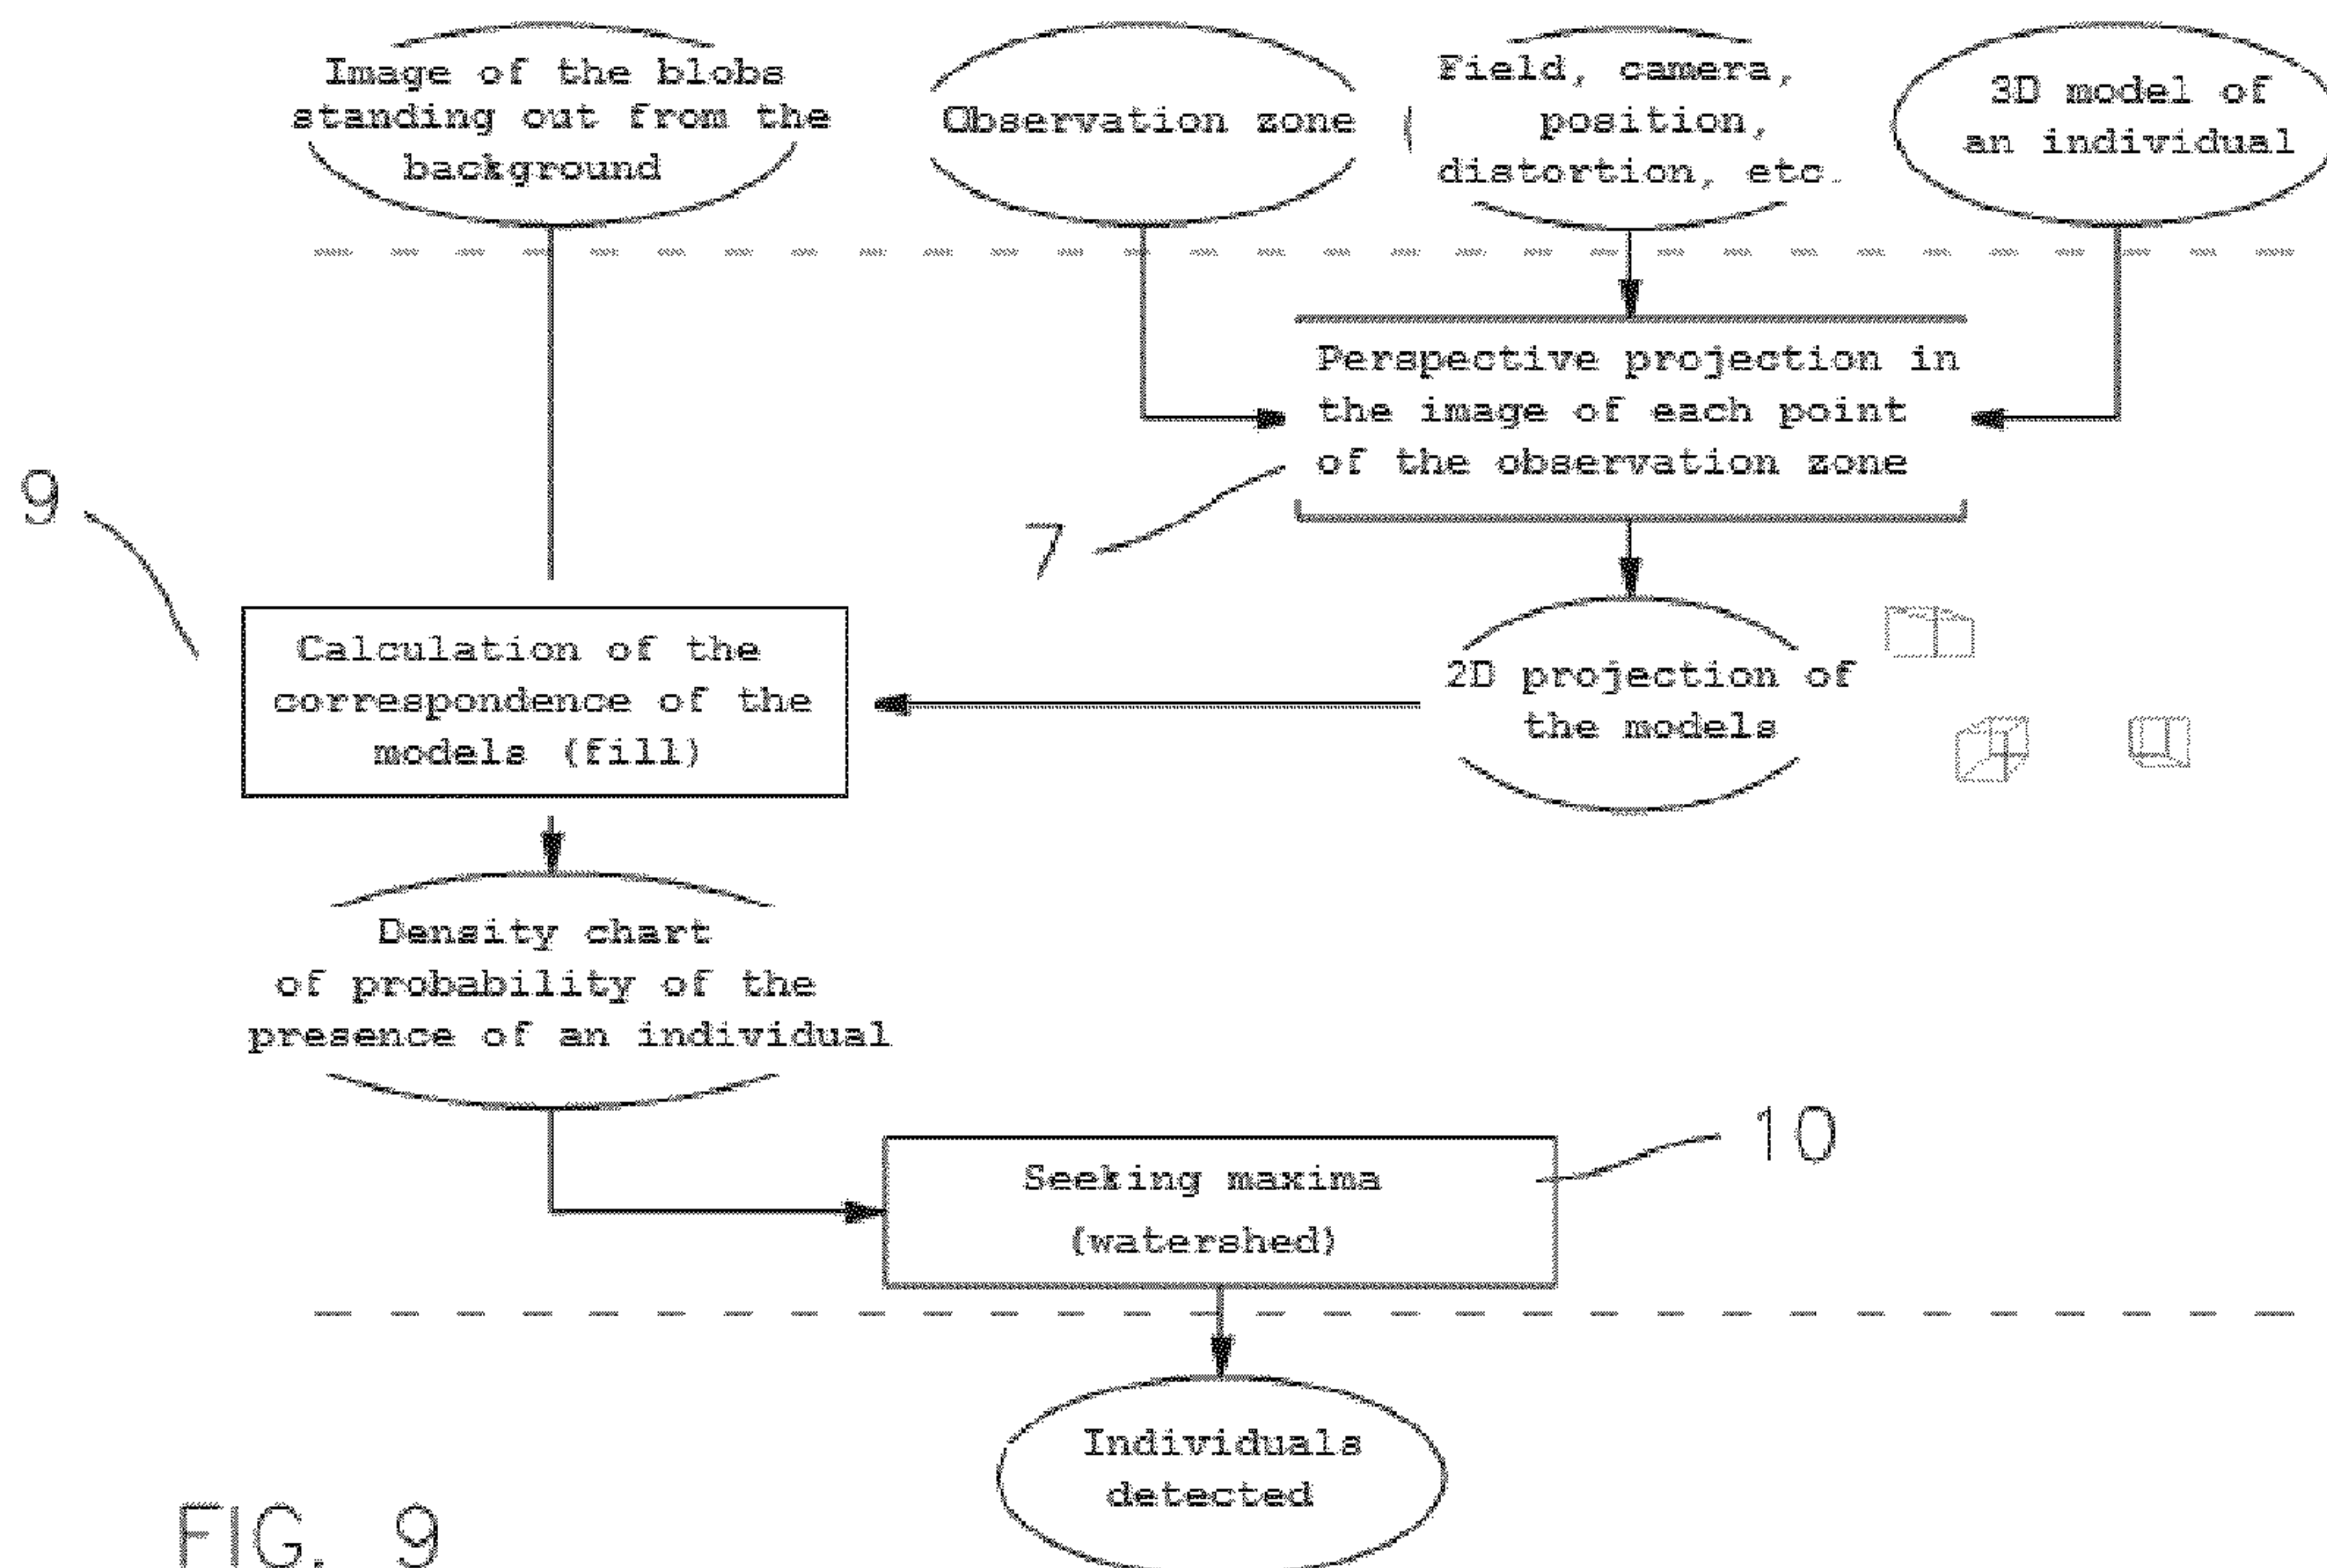 Image of the blobs
standing out from the
background
Observation zone
Field, camera,
position,
distortion, etc.
3D model of
an individual
Perspective projection in
the image of each point
of the observation zone
9
7
Calculation of the
correspondence of the
models (fill)
2D projection of
the models
Density chart
of probability of the
presence of an individual
10
Seeking maxima
(watershed)
Individuals
detected
FIG. 9